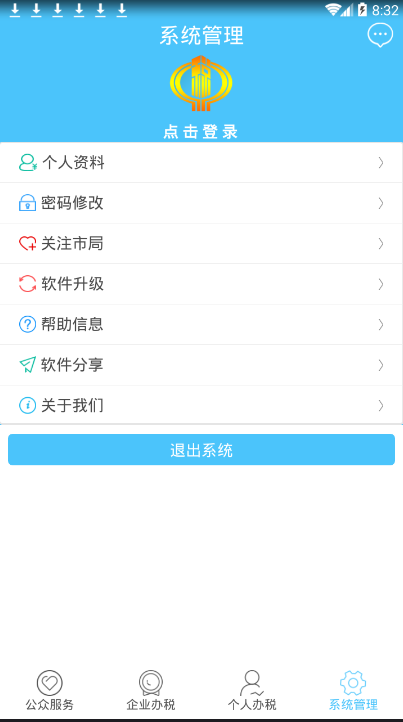 8:32
系统管理
点击登录
个人资料
密码修改
关注市局
软件升级
帮助信息
软件分享
关于我们
退出系统
公众服务 企业办税 个人办税 系统管理